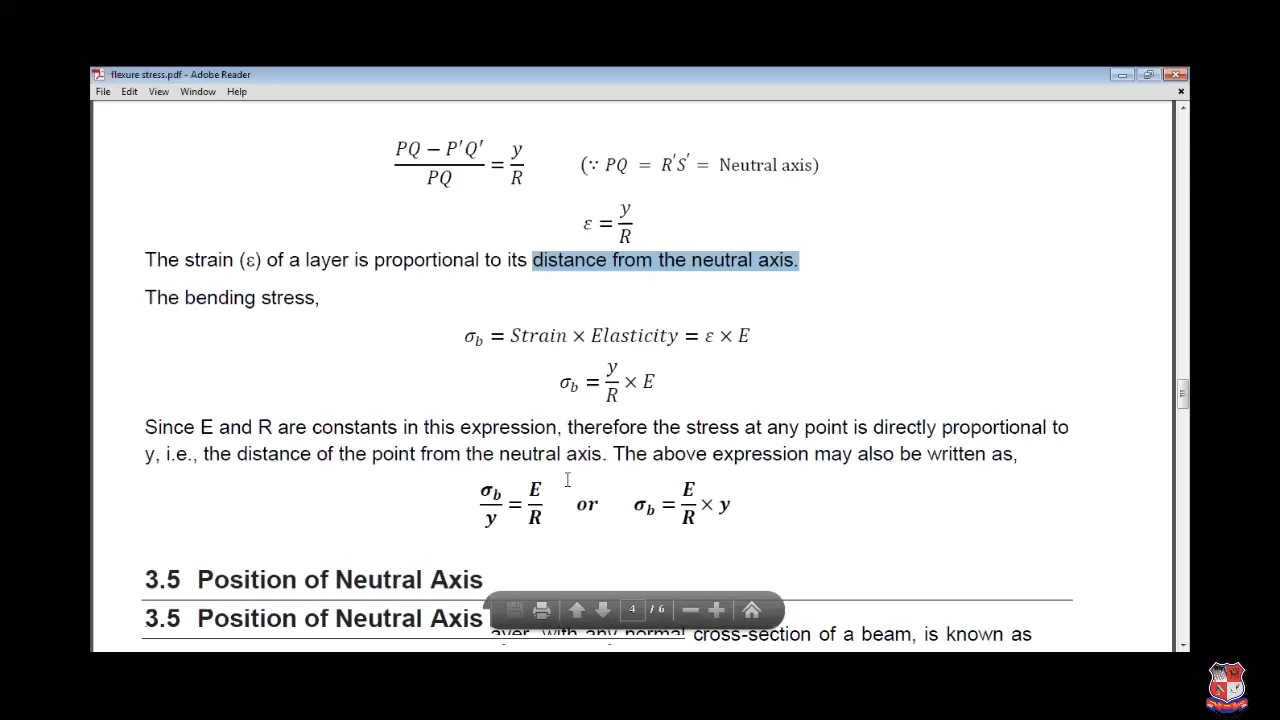 flexure stress.pdf - Adobe Reader
File Edit View Window Help
(PQ − P′Q′)/PQ = y/R (∵ PQ = R′S′ = Neutral axis)
ε = y/R
The strain (ε) of a layer is proportional to its distance from the neutral axis.
The bending stress,
σb = Strain × Elasticity = ε × E
σb = y/R × E
Since E and R are constants in this expression, therefore the stress at any point is directly proportional to
y, i.e., the distance of the point from the neutral axis. The above expression may also be written as,
σb/y = E/R or σb = E/R × y
3.5 Position of Neutral Axis
3.5 Position of Neutral Axis
4 / 6
with any normal cross-section of a beam, is known as